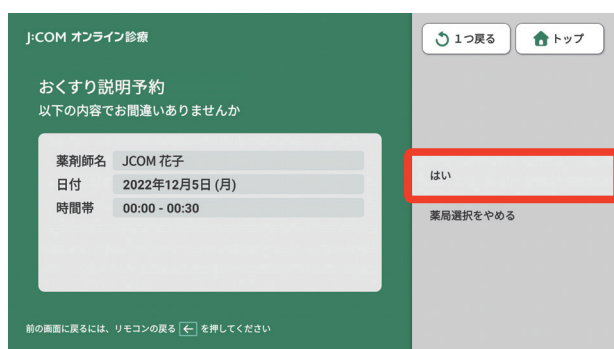 J:COM オンライン診療
おくすり説明予約
以下の内容でお間違いありませんか
薬剤師名 JCOM 花子
日付 2022年12月5日 (月)
時間帯 00:00 - 00:30
前の画面に戻るには、リモコンの戻る ← を押してください
1つ戻る
トップ
はい
薬局選択をやめる